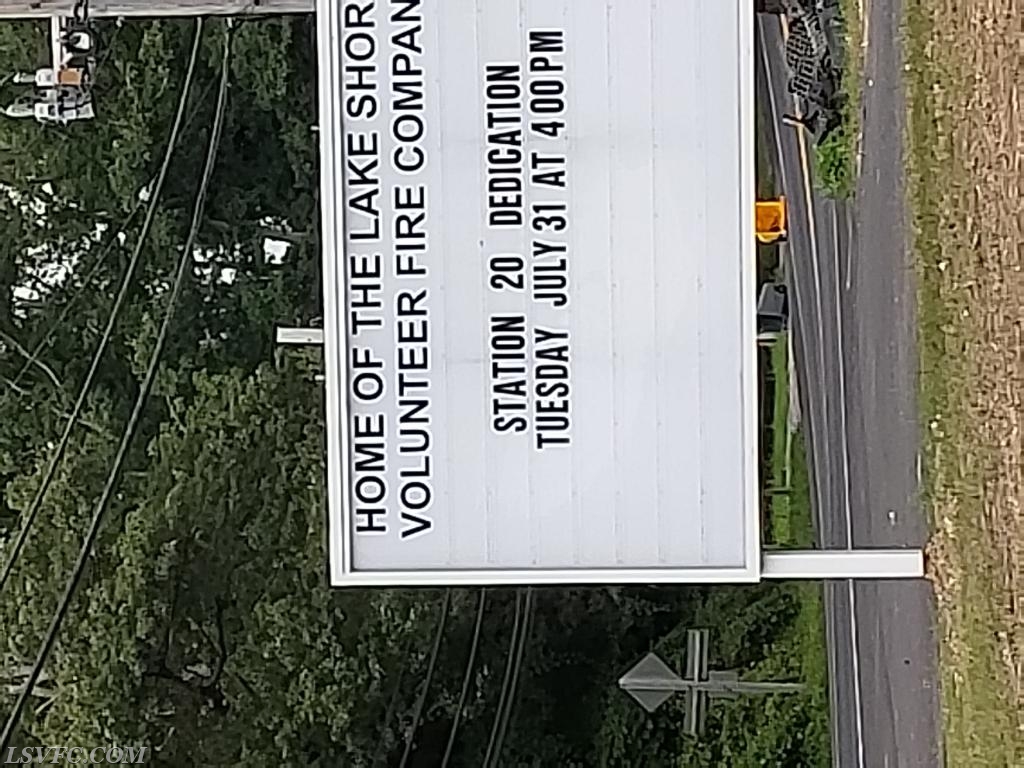 HOME OF THE LAKE SHOR
VOLUNTEER FIRE COMPAN
STATION 20 DEDICATION
TUESDAY JULY 31 AT 400PM
LSVFC.COM